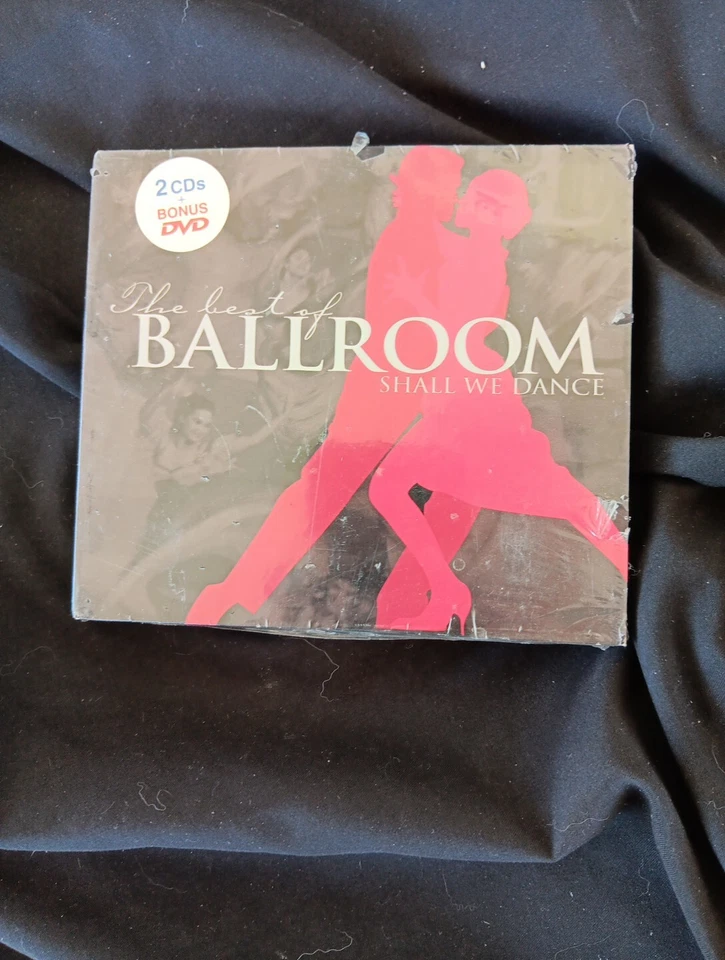 2 CDs
+
BONUS
DVD
The best of
BALLROOM
SHALL WE DANCE